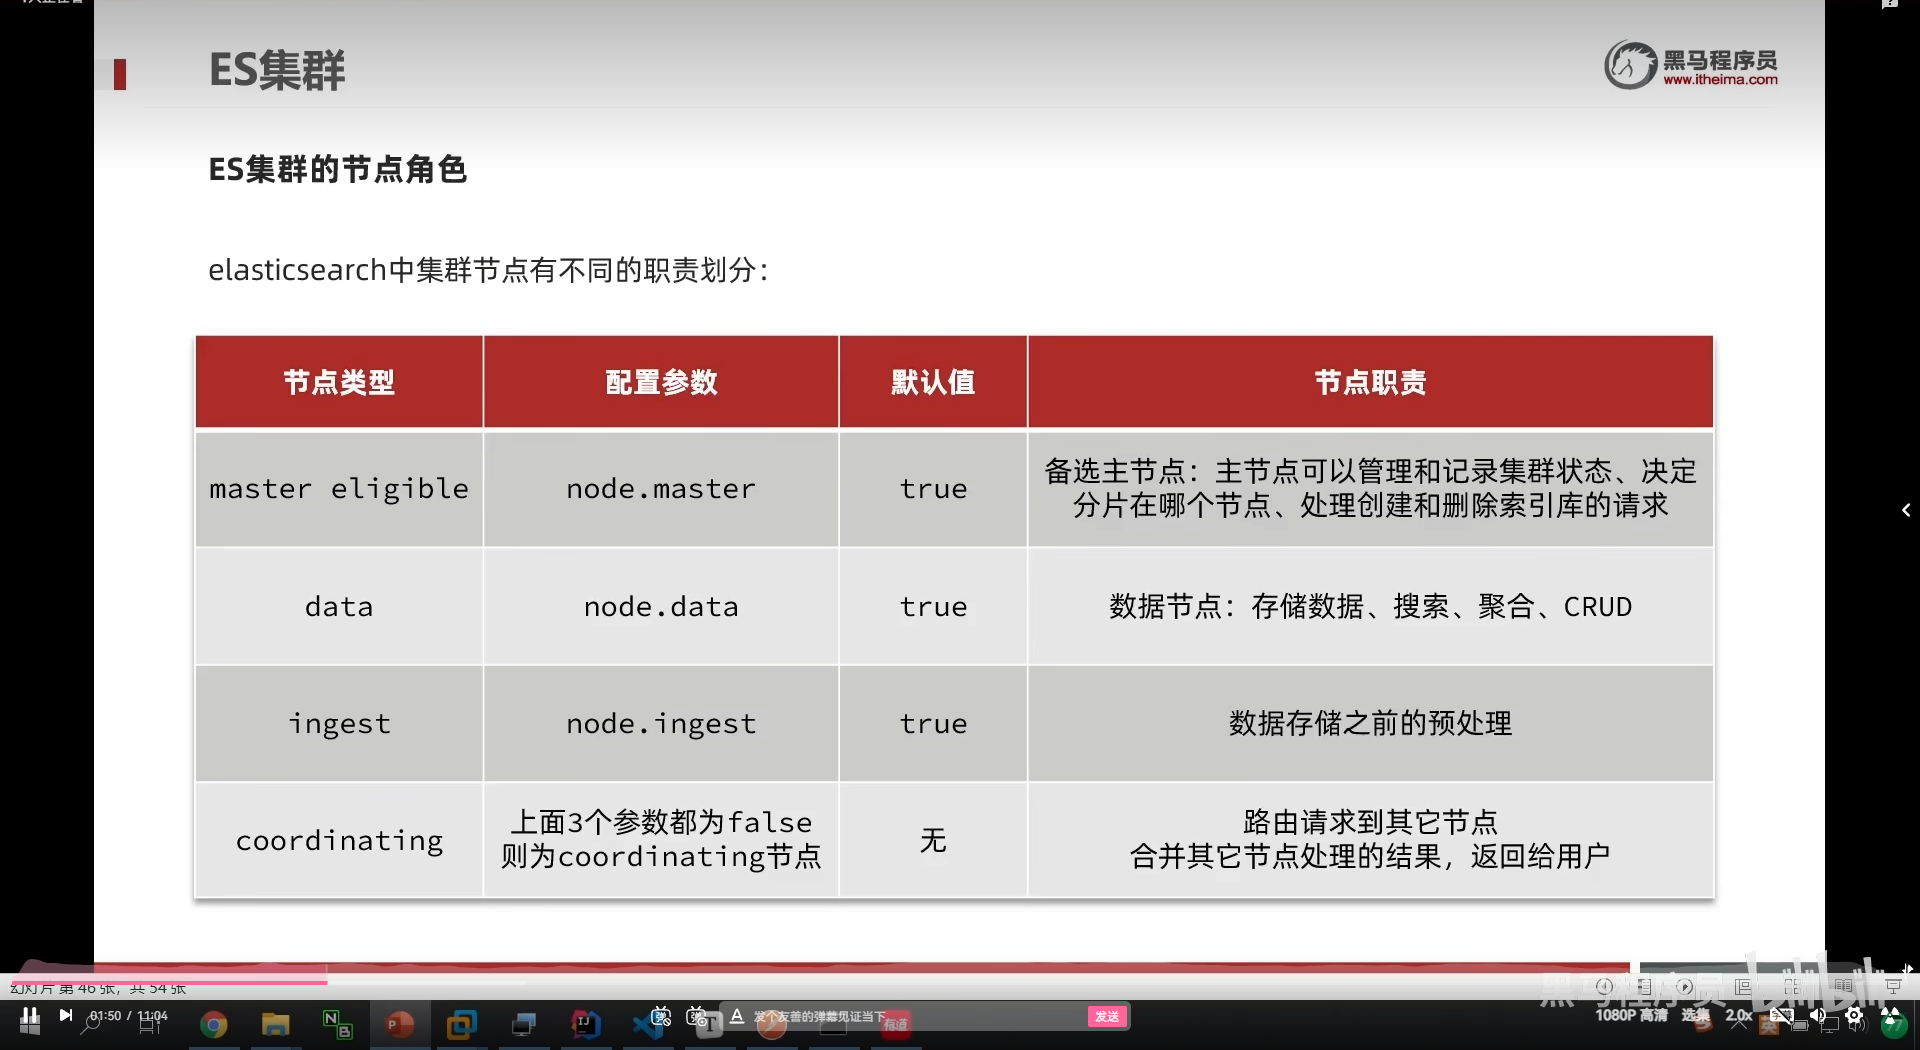 ES集群
黑马程序员
www.itheima.com
ES集群的节点角色
elasticsearch中集群节点有不同的职责划分：
节点类型 配置参数 默认值 节点职责
master eligible node.master true 备选主节点：主节点可以管理和记录集群状态、决定
分片在哪个节点、处理创建和删除索引库的请求
data node.data true 数据节点：存储数据、搜索、聚合、CRUD
ingest node.ingest true 数据存储之前的预处理
coordinating 上面3个参数都为false
则为coordinating节点
无
路由请求到其它节点
合并其它节点处理的结果，返回给用户
黑马程序员 bilibili
幻灯片 第 46 张，共 54 张
01:50 / 11:04
发个友善的弹幕见证当下
发送
1080P 高清
选集
2.0x
有道
英